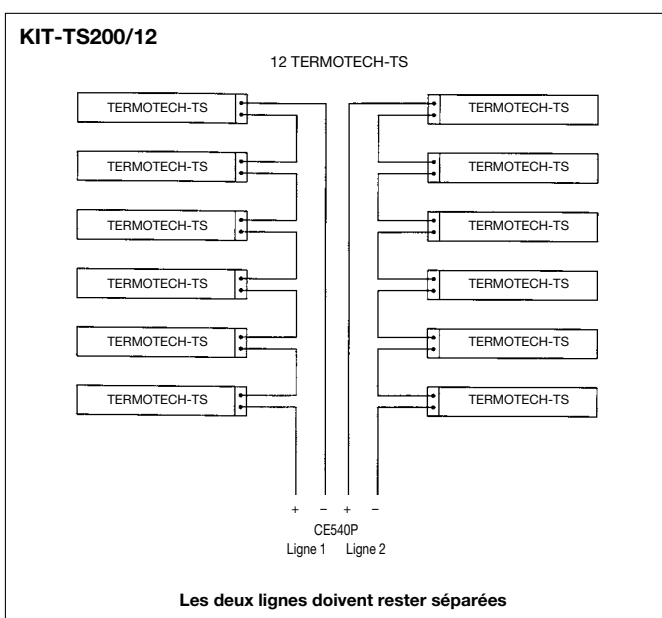 KIT-TS200/12
12 TERMOTECH-TS
TERMOTECH-TS TERMOTECH-TS
TERMOTECH-TS TERMOTECH-TS
TERMOTECH-TS TERMOTECH-TS
TERMOTECH-TS TERMOTECH-TS
TERMOTECH-TS TERMOTECH-TS
TERMOTECH-TS TERMOTECH-TS
+ – + –
CE540P
Ligne 1 Ligne 2
Les deux lignes doivent rester séparées